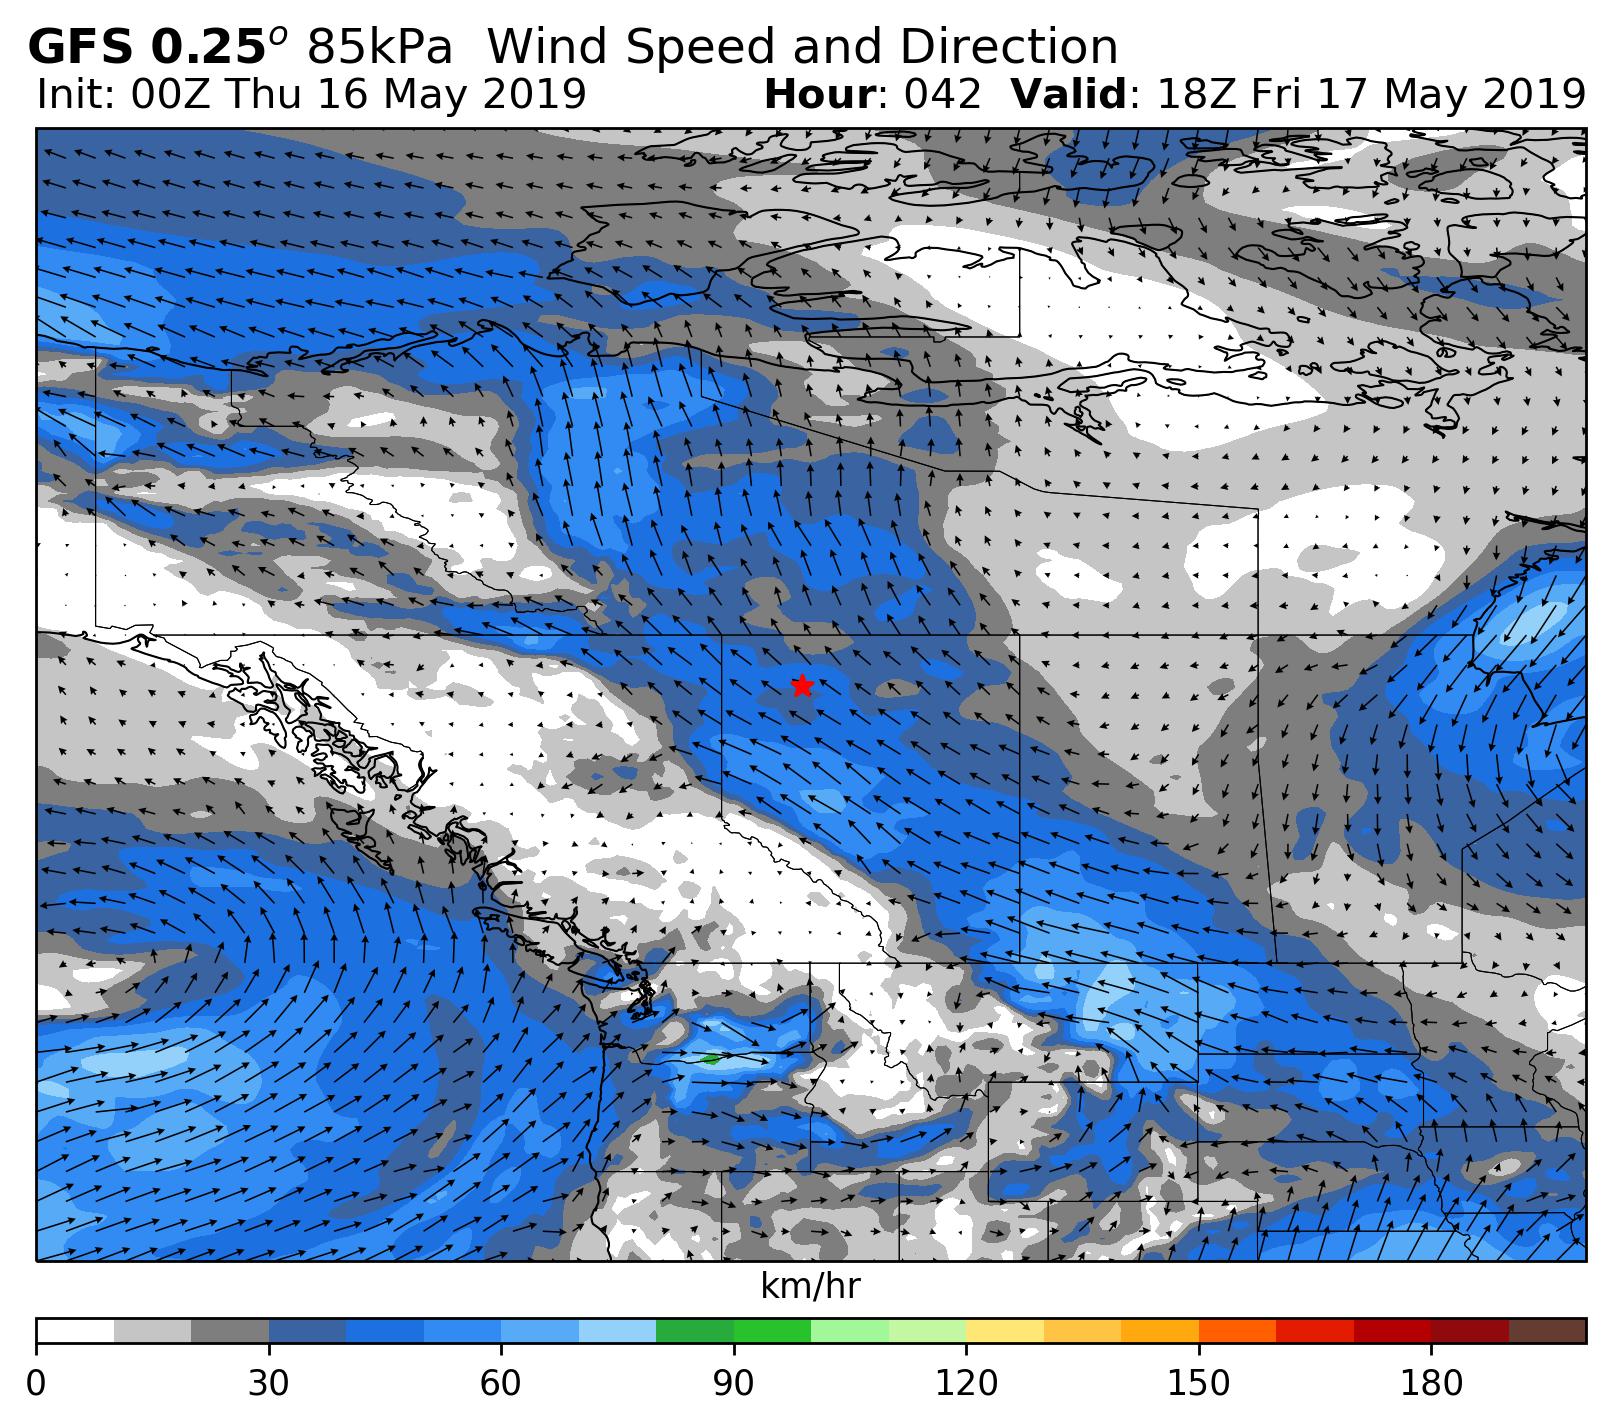 GFS 0.25° 85kPa Wind Speed and Direction
Init: 00Z Thu 16 May 2019 Hour: 042 Valid: 18Z Fri 17 May 2019
km/hr
0 30 60 90 120 150 180